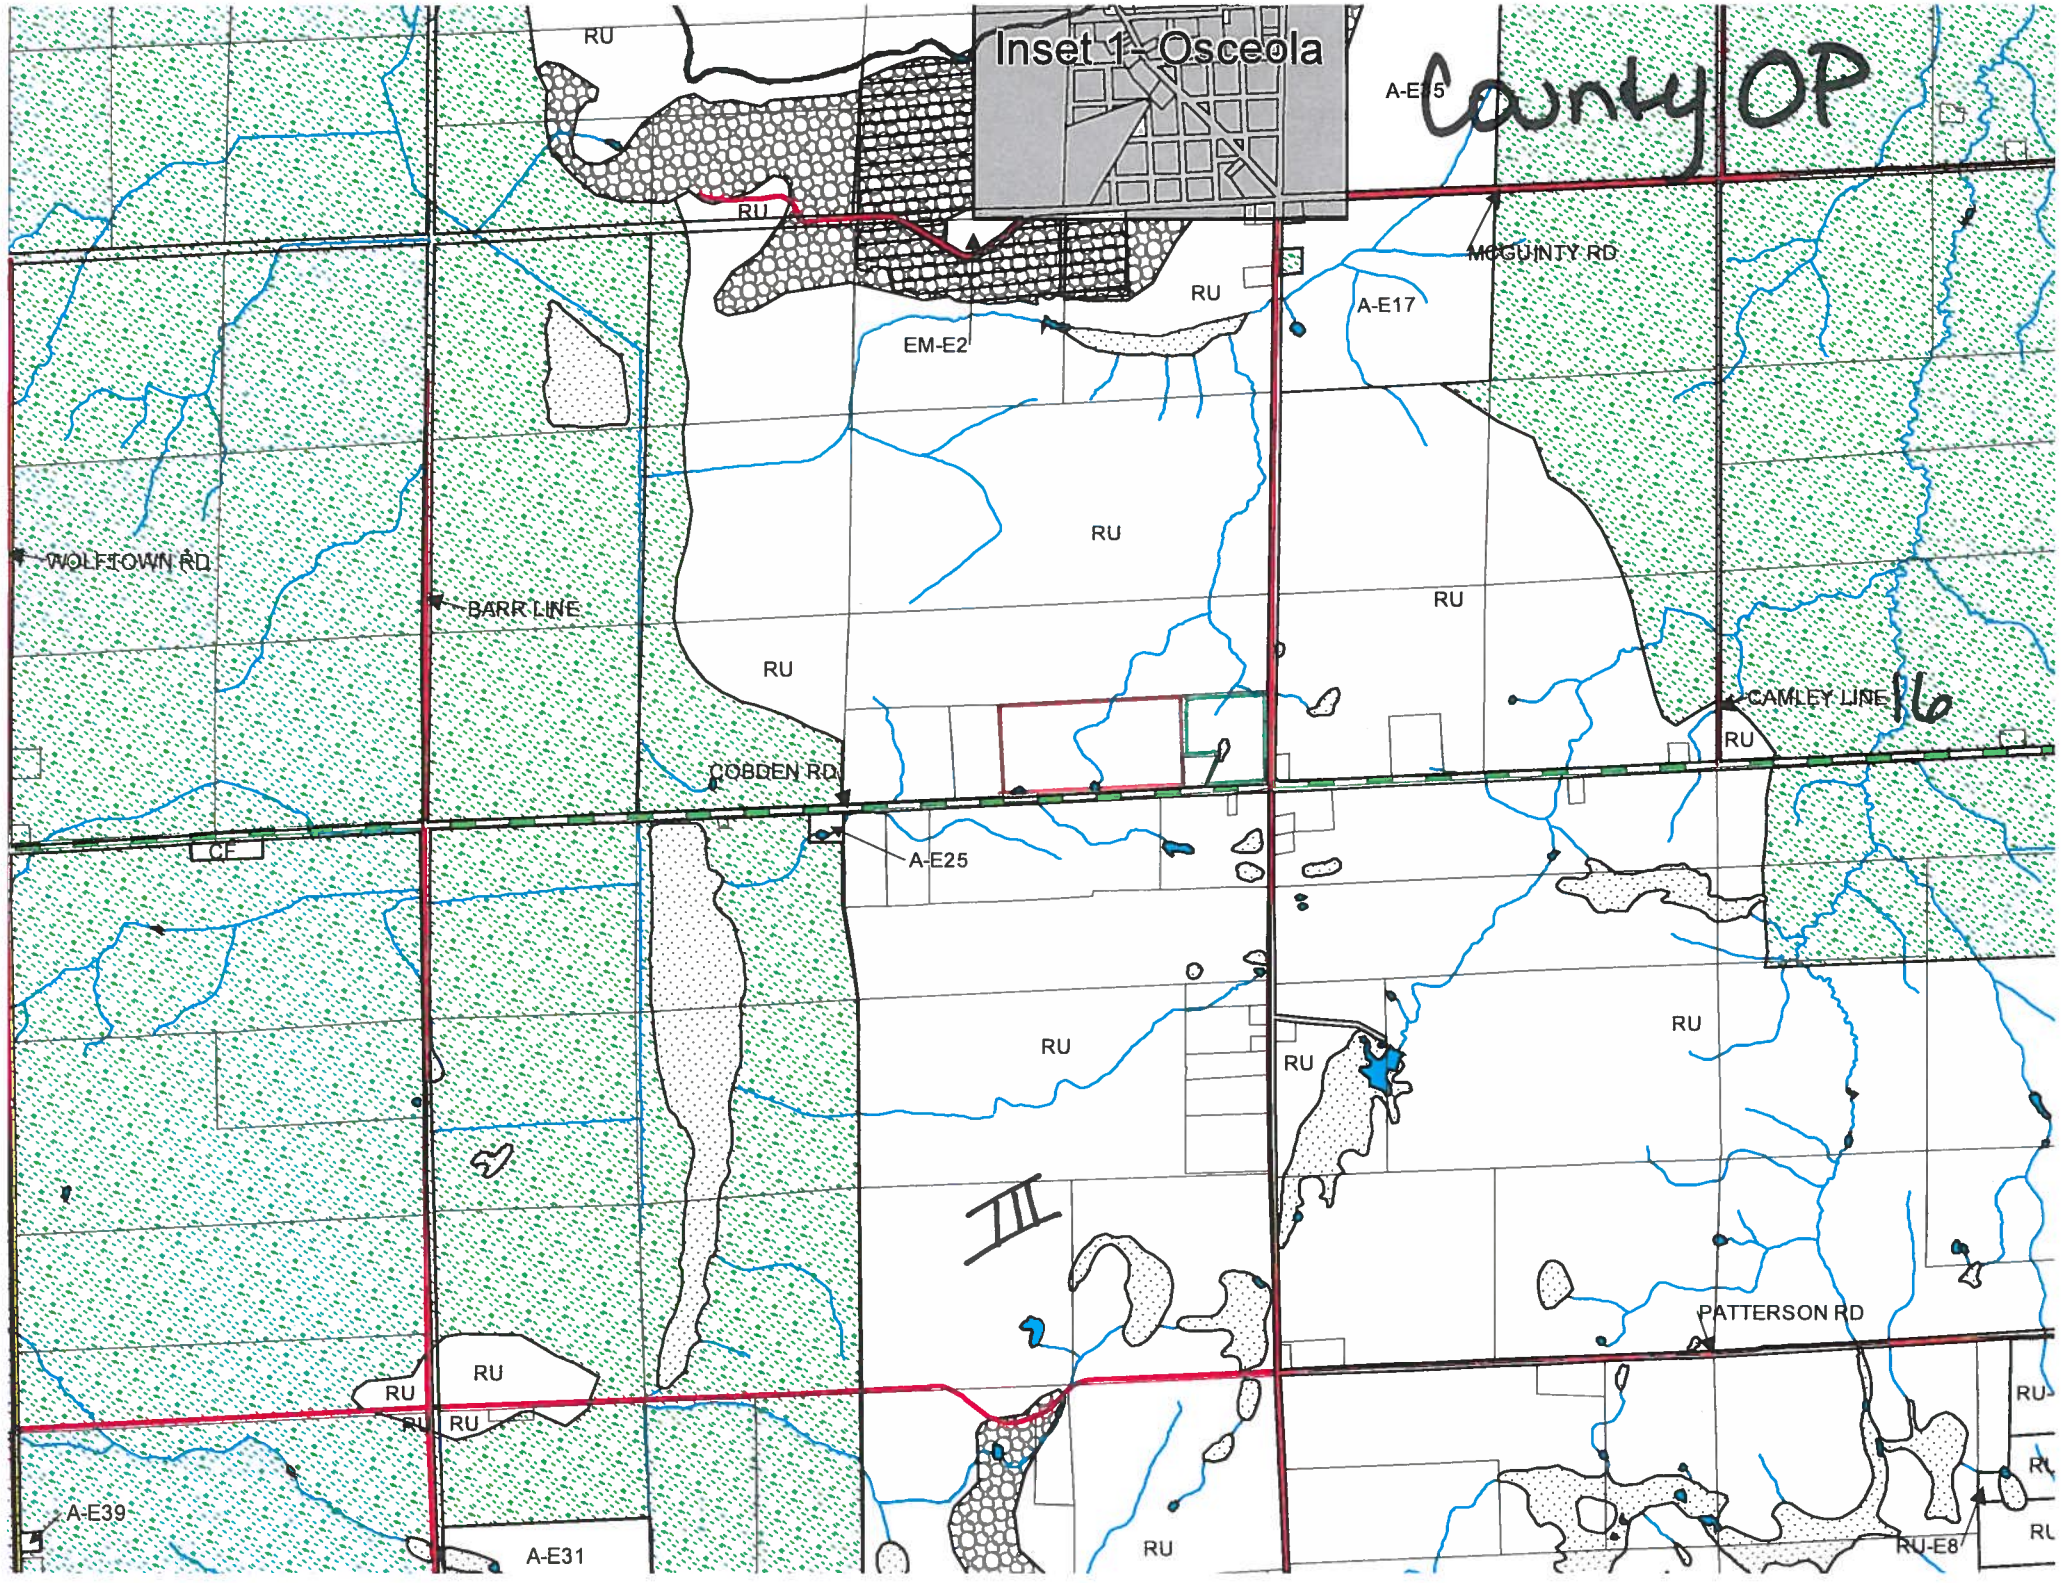 RU
Inset 1- Osceola
A-E35
County OP
RU
MCGUINTY RD
RU
A-E17
EM-E2
RU
WOLFTOWN RD
BARR LINE
RU
RU
CAMLEY LINE
16
RU
COBDEN RD
CF
A-E25
RU
RU
RU
III
PATTERSON RD
RU
RU
RU
RU
RU
RU
A-E39
A-E31
RU
RU-E8
RU